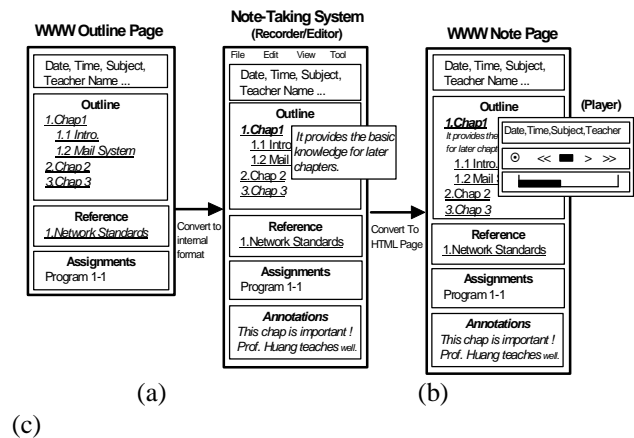 WWW Outline Page
Date, Time, Subject,
Teacher Name ...
Outline
1.Chap1
1.1 Intro.
1.2 Mail System
2.Chap 2
3.Chap 3
Reference
1.Network Standards
Assignments
Program 1-1
Convert to
internal
format
Note-Taking System
(Recorder/Editor)
File Edit View Tool
Date, Time, Subject,
Teacher Name ...
Outline
1.Chap1
1.1 Intro
1.2 Mail
2.Chap 2
3.Chap 3
It provides the basic
knowledge for later
chapters.
Reference
1.Network Standards
Assignments
Program 1-1
Annotations
This chap is important !
Prof. Huang teaches well.
Convert To
HTML Page
WWW Note Page
Date, Time, Subject,
Teacher Name ...
Outline
1.Chap1
It provides the
for later chapt
1.1 Intro.
1.2 Mail
2.Chap 2
3.Chap 3
(Player)
Date,Time,Subject,Teacher
<< > >>
Reference
1.Network Standards
Assignments
Program 1-1
Annotations
This chap is important !
Prof. Huang teaches well.
(a) (b)
(c)